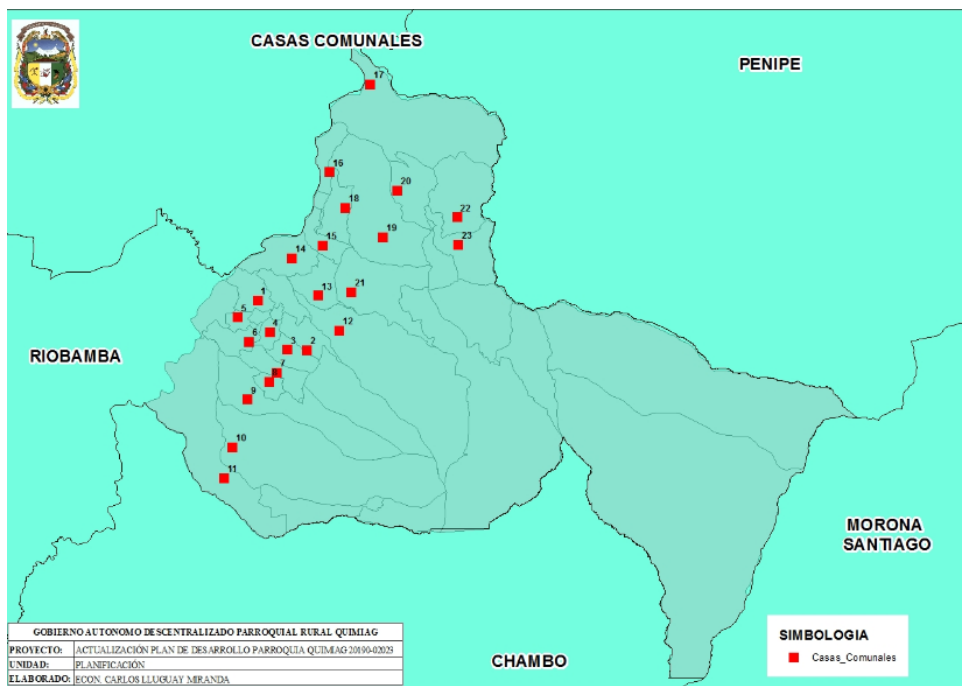 CASAS COMUNALES
PENIPE
17
16
20
18
22
19
23
15
14
21
13
1
5
12
4
6
3
2
RIOBAMBA
7
8
9
10
11
MORONA
SANTIAGO
GOBIERNO AUTONOMO DESCENTRALIZADO PARROQUIAL RURAL QUIMIAG
PROYECTO: ACTUALIZACIÓN PLAN DE DESARROLLO PARROQUIA QUIMIAG 20190-02023
UNIDAD: PLANIFICACIÓN
ELABORADO: ECON. CARLOS LLUGUAY MIRANDA
CHAMBO
SIMBOLOGIA
Casas_Comunales